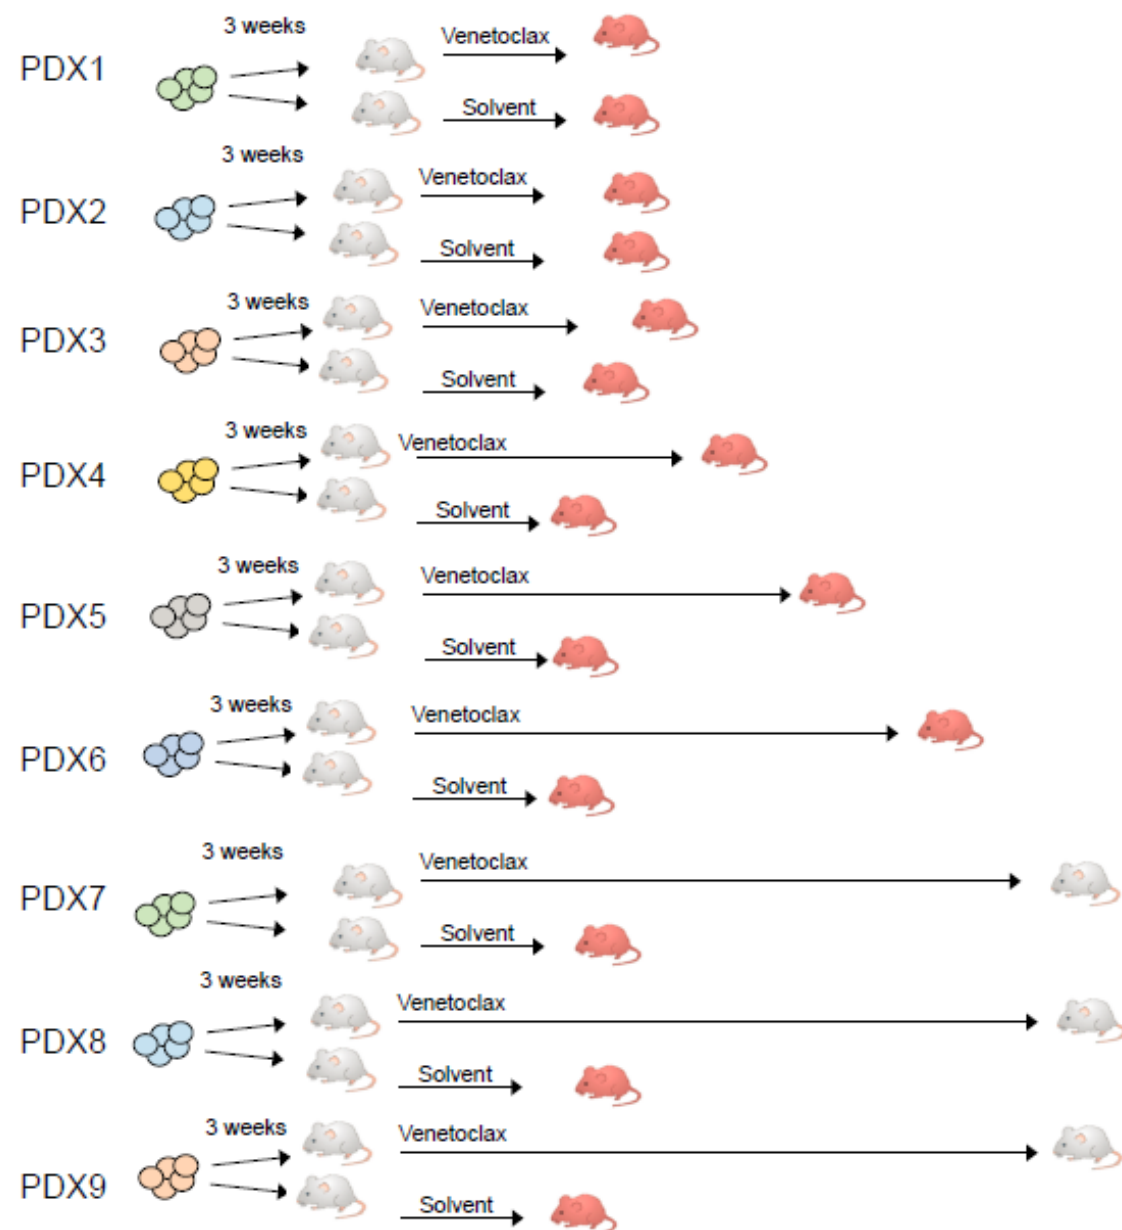 3 weeks
Venetoclax
PDX1
Solvent
3 weeks
Venetoclax
PDX2
Solvent
3 weeks
Venetoclax
PDX3
Solvent
3 weeks
Venetoclax
PDX4
Solvent
3 weeks
Venetoclax
PDX5
Solvent
3 weeks
Venetoclax
PDX6
Solvent
3 weeks
Venetoclax
PDX7
Solvent
3 weeks
Venetoclax
PDX8
Solvent
3 weeks
Venetoclax
PDX9
Solvent